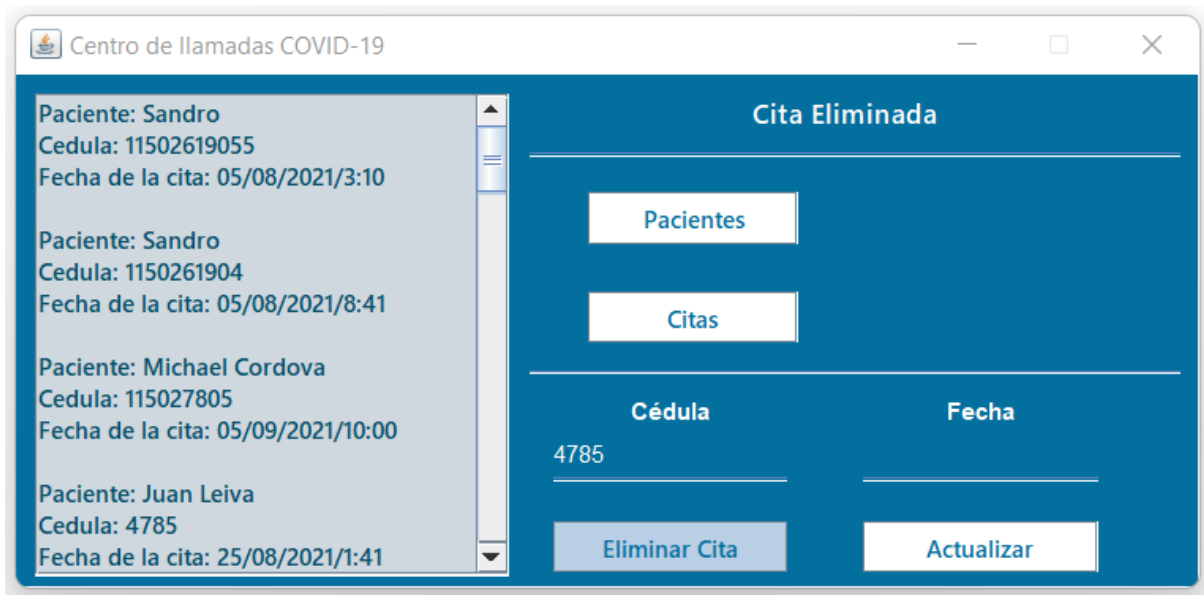 Centro de llamadas COVID-19
Paciente: Sandro
Cedula: 11502619055
Fecha de la cita: 05/08/2021/3:10
Paciente: Sandro
Cedula: 1150261904
Fecha de la cita: 05/08/2021/8:41
Paciente: Michael Cordova
Cedula: 115027805
Fecha de la cita: 05/09/2021/10:00
Paciente: Juan Leiva
Cedula: 4785
Fecha de la cita: 25/08/2021/1:41
Cita Eliminada
Pacientes
Citas
Cédula
Fecha
4785
Eliminar Cita
Actualizar